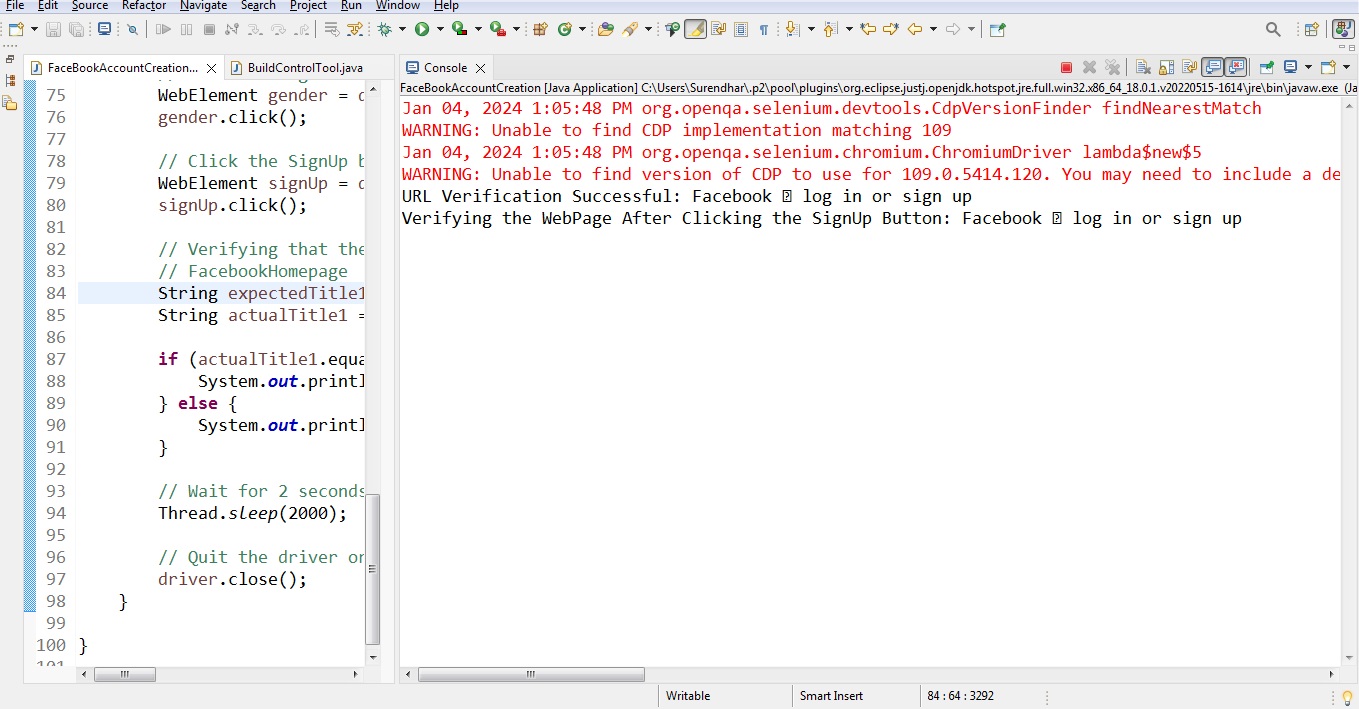 File Edit Source Refactor Navigate Search Project Run Window Help
FaceBookAccountCreation... BuildControlTool.java
75 WebElement gender =
76 gender.click();
77
78 // Click the SignUp
79 WebElement signUp =
80 signUp.click();
81
82 // Verifying that the
83 // FacebookHomepage
84 String expectedTitle1
85 String actualTitle1 =
86
87 if (actualTitle1.equa
88 System.out.printl
89 } else {
90 System.out.printl
91 }
92
93 // Wait for 2 seconds
94 Thread.sleep(2000);
95
96 // Quit the driver or
97 driver.close();
98 }
99
100 }
101
Console
FaceBookAccountCreation [Java Application] C:\Users\Surendhar\.p2\pool\plugins\org.eclipse.justj.openjdk.hotspot.jre.full.win32.x86_64_18.0.1.v20220515-1614\jre\bin\javaw.exe (Ja
Jan 04, 2024 1:05:48 PM org.openqa.selenium.devtools.CdpVersionFinder findNearestMatch
WARNING: Unable to find CDP implementation matching 109
Jan 04, 2024 1:05:48 PM org.openqa.selenium.chromium.ChromiumDriver lambda$new$5
WARNING: Unable to find version of CDP to use for 109.0.5414.120. You may need to include a de
URL Verification Successful: Facebook log in or sign up
Verifying the WebPage After Clicking the SignUp Button: Facebook log in or sign up
Writable Smart Insert 84 : 64 : 3292